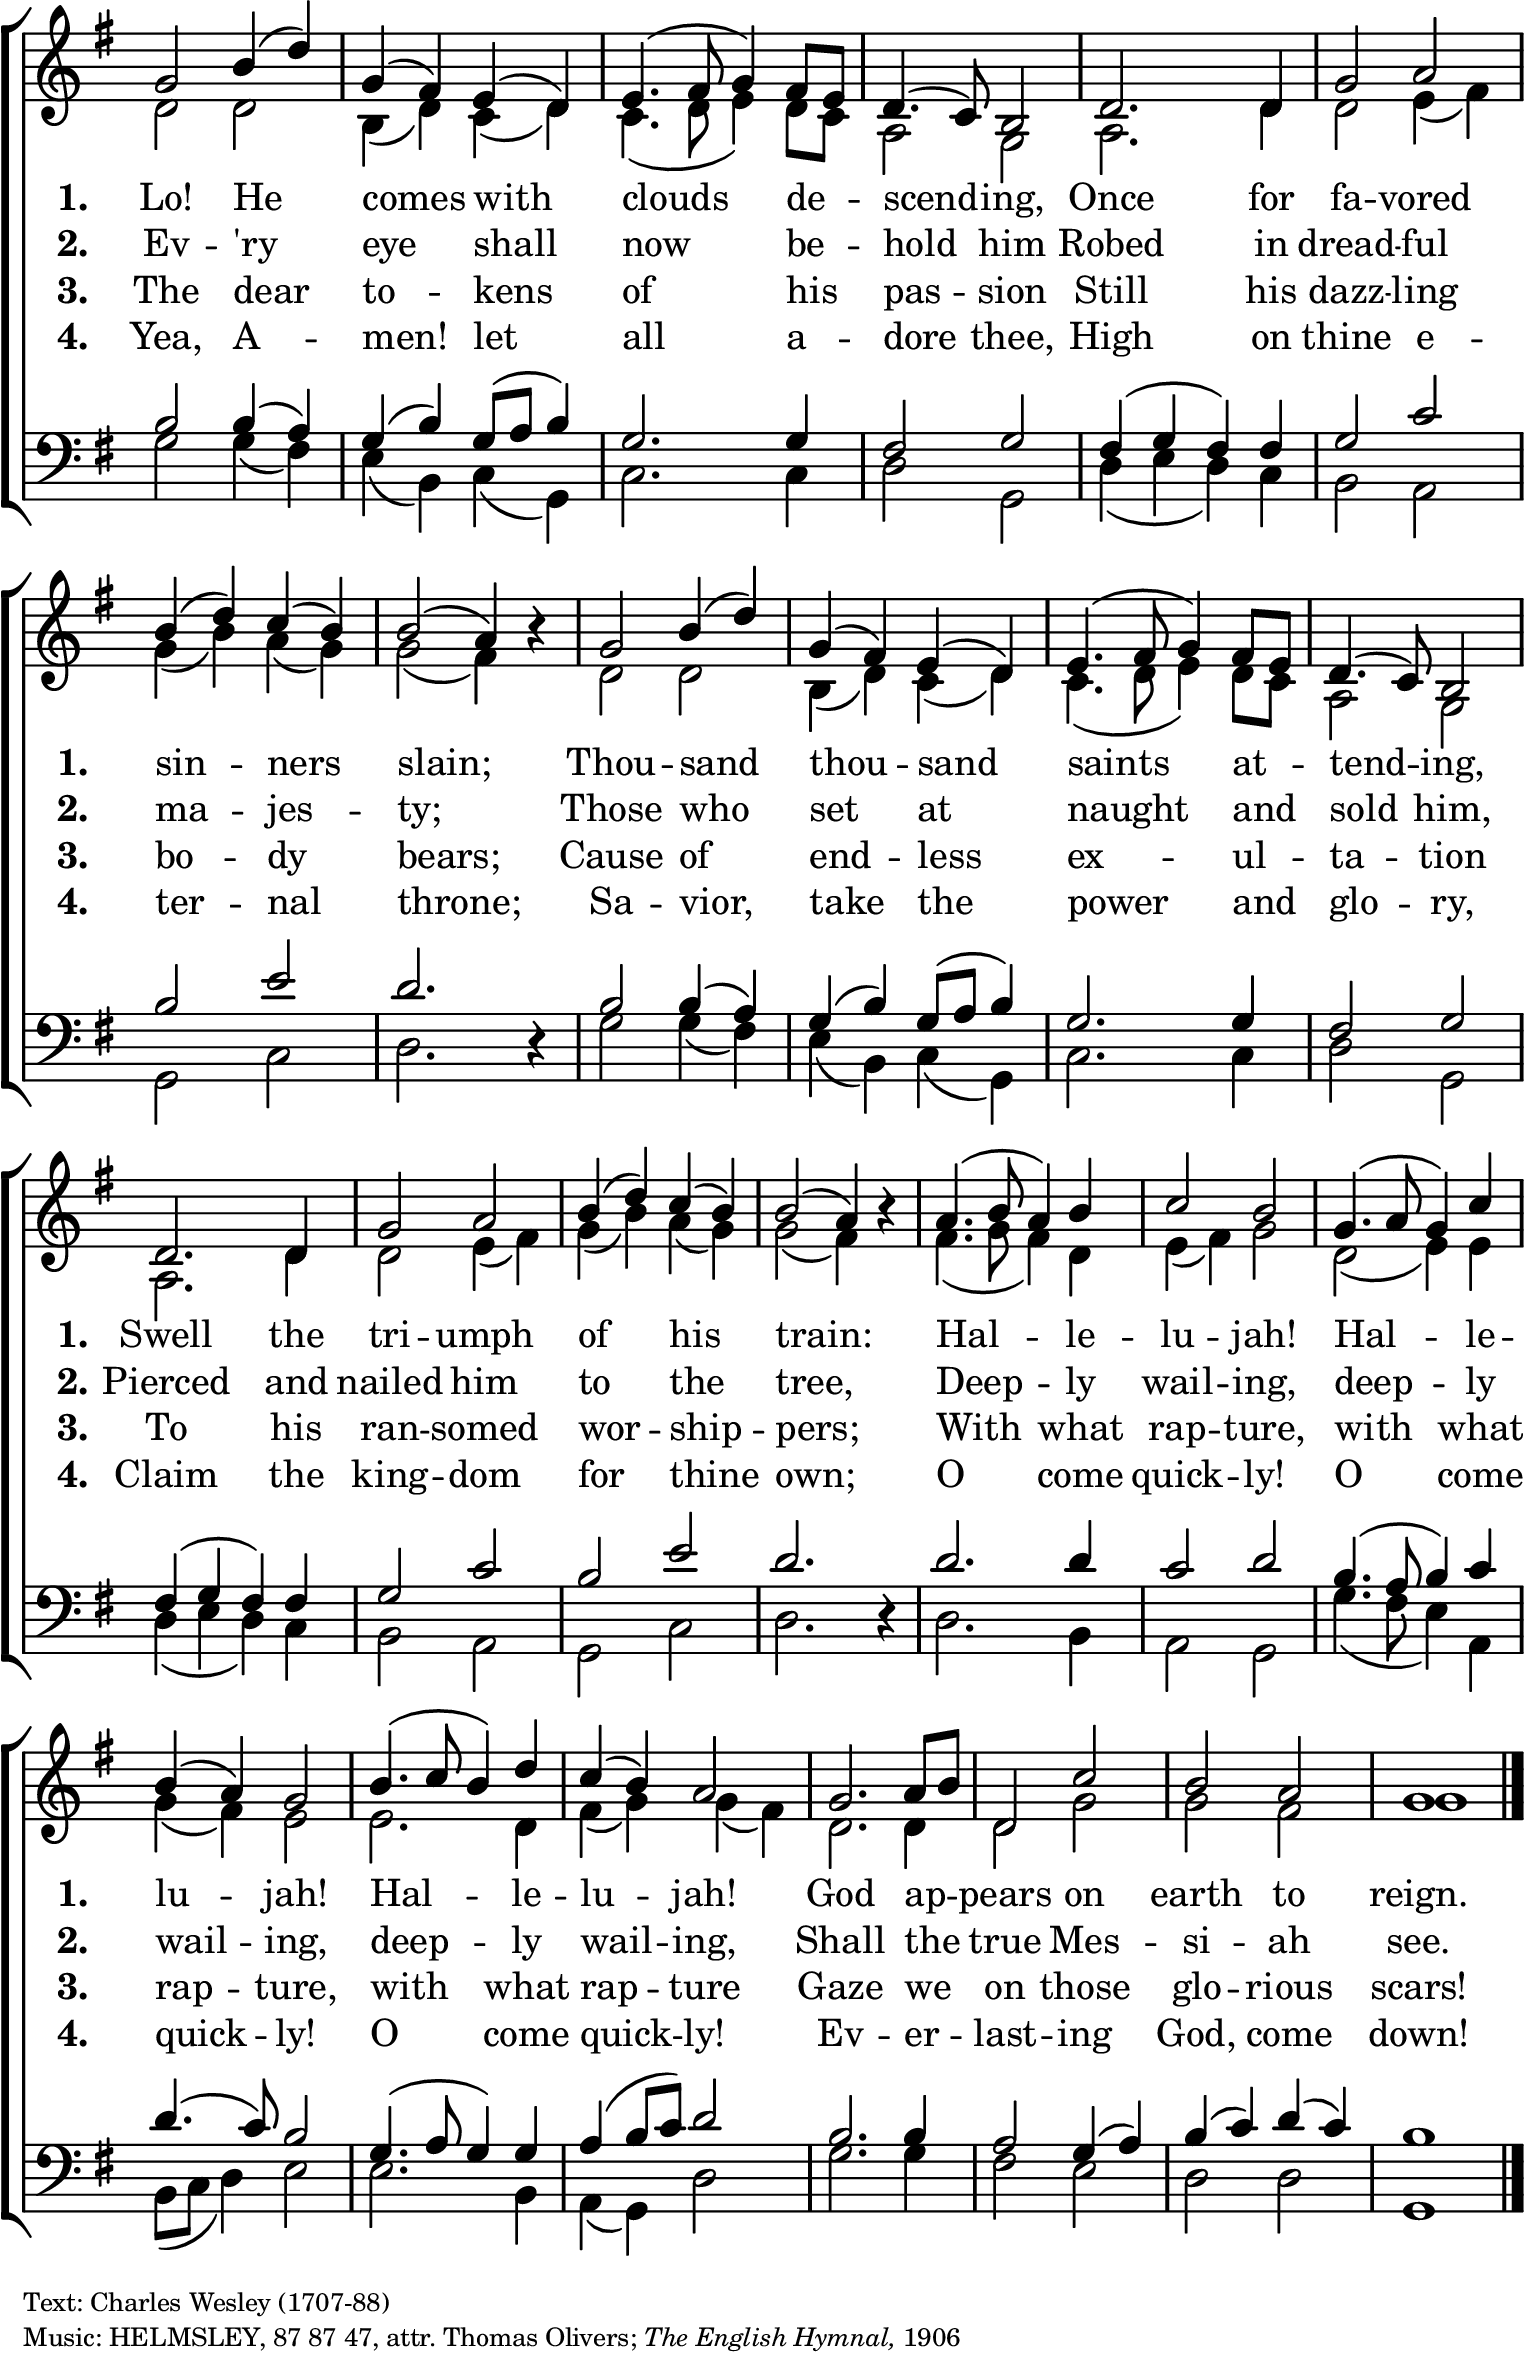 1. Lo! He comes with clouds de -- scend -- ing, Once for fa -- vored
2. Ev -- 'ry eye shall now be -- hold him Robed in dread -- ful
3. The dear to -- kens of his pas -- sion Still his dazz -- ling
4. Yea, A -- men! let all a -- dore thee, High on thine e --
1. sin -- ners slain; Thou -- sand thou -- sand saints at -- tend -- ing,
2. ma -- jes -- ty; Those who set at naught and sold him,
3. bo -- dy bears; Cause of end -- less ex -- ul -- ta -- tion
4. ter -- nal throne; Sa -- vior, take the power and glo -- ry,
1. Swell the tri -- umph of his train: Hal -- le -- lu -- jah! Hal -- le --
2. Pierced and nailed him to the tree, Deep -- ly wail -- ing, deep -- ly
3. To his ran -- somed wor -- ship -- pers; With what rap -- ture, with what
4. Claim the king -- dom for thine own; O come quick -- ly! O come
1. lu -- jah! Hal -- le -- lu -- jah! God ap -- pears on earth to reign.
2. wail -- ing, deep -- ly wail -- ing, Shall the true Mes -- si -- ah see.
3. rap -- ture, with what rap -- ture Gaze we on those glo -- rious scars!
4. quick -- ly! O come quick -- ly! Ev -- er -- last -- ing God, come down!
Text: Charles Wesley (1707-88)
Music: HELMSLEY, 87 87 47, attr. Thomas Olivers; The English Hymnal, 1906